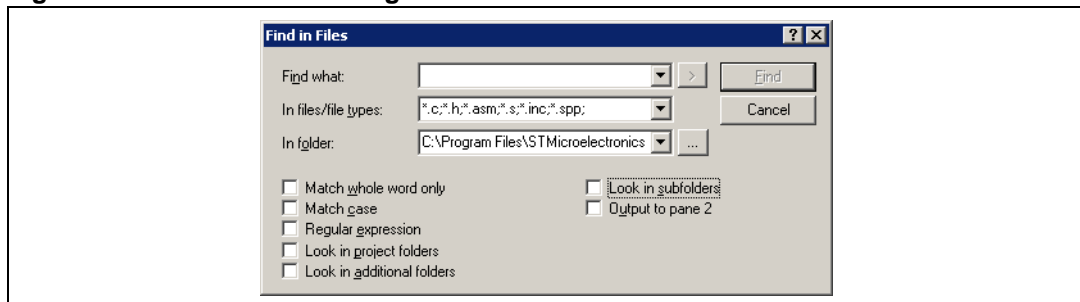 Find in Files
Find what:
>
Find
In files/file types:
*.c;*.h;*.asm;*.s;*.inc;*.spp;
Cancel
In folder:
C:\Program Files\STMicroelectronics
...
Match whole word only
Look in subfolders
Match case
Output to pane 2
Regular expression
Look in project folders
Look in additional folders